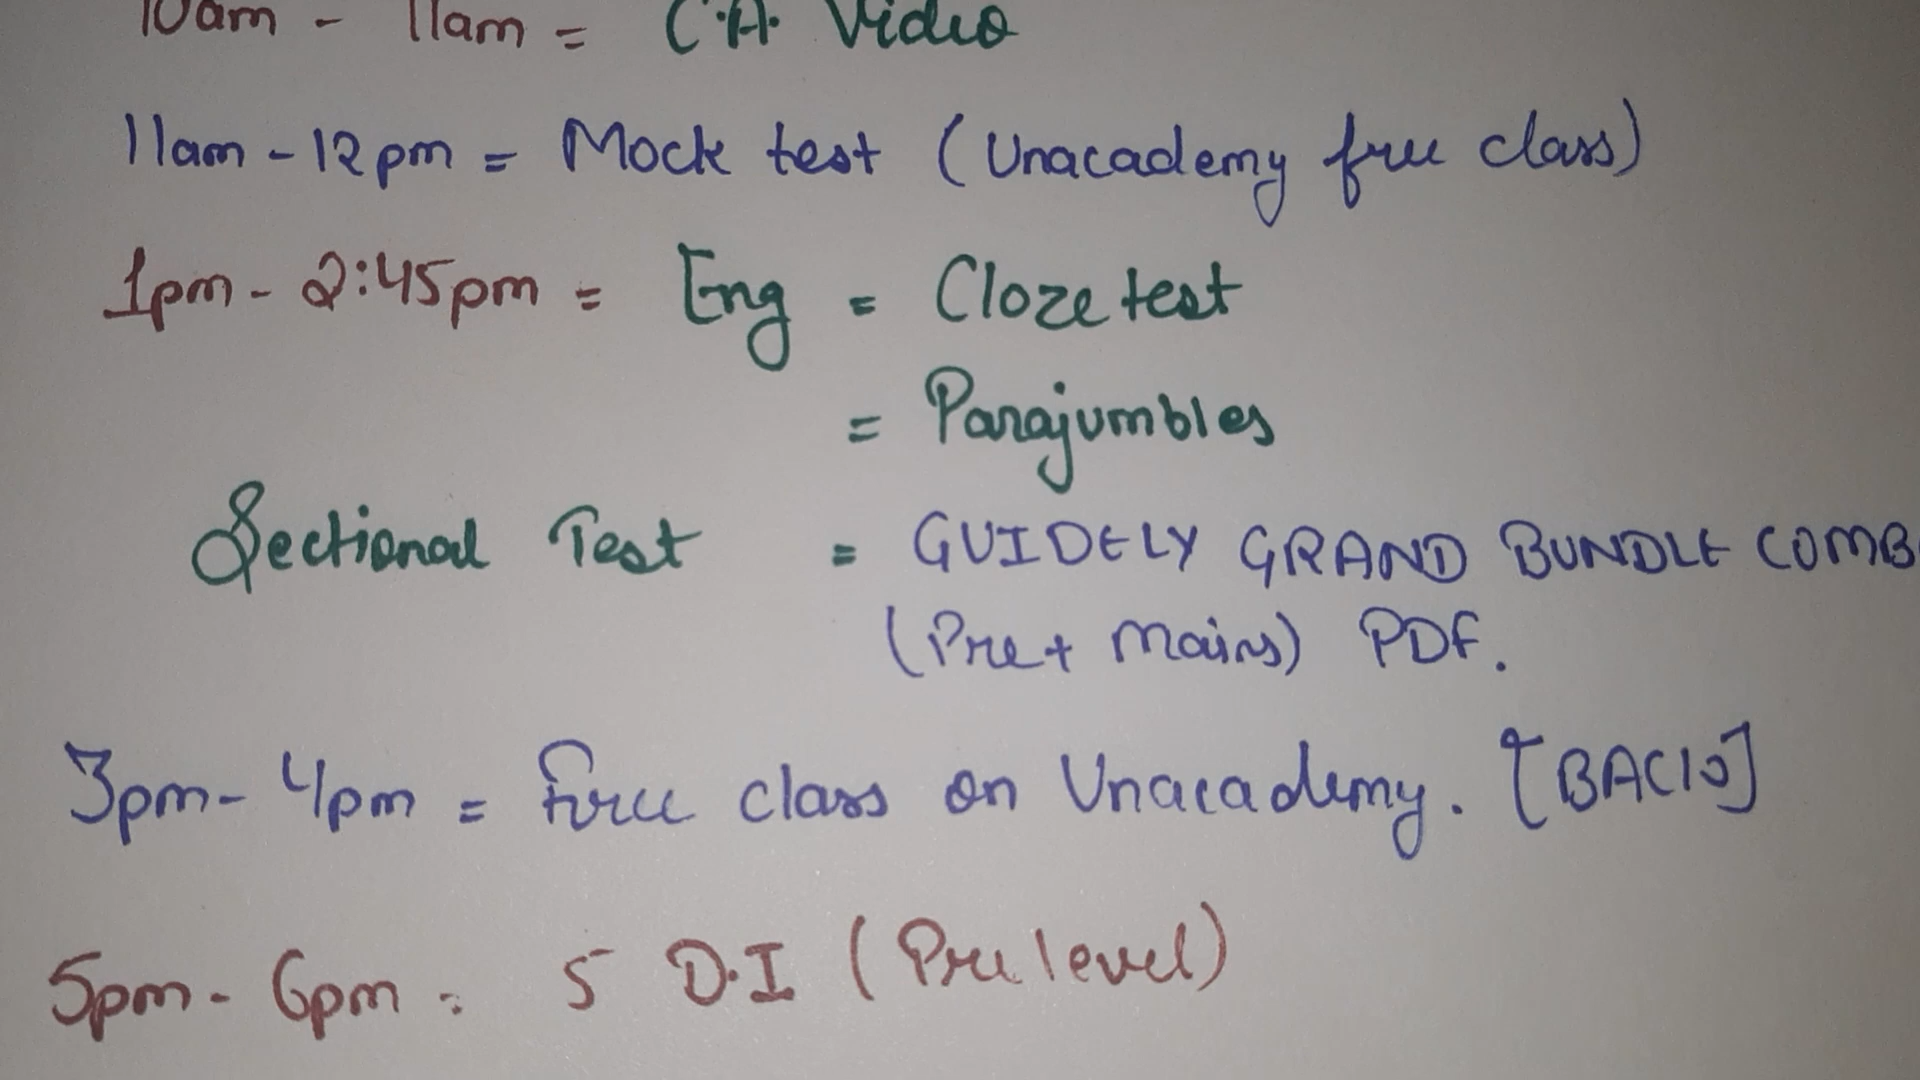 10am - 11am = C.A. Video
11am - 12pm = Mock test (Unacademy free class)
1pm - 2:45pm = Eng = Cloze test
= Parajumbles
Sectional Test = GUIDELY GRAND BUNDLE COMB
(Pre + Mains) PDF.
3pm - 4pm = Free class on Unacademy. [BAC10]
5pm - 6pm = 5 D.I (Pre level)